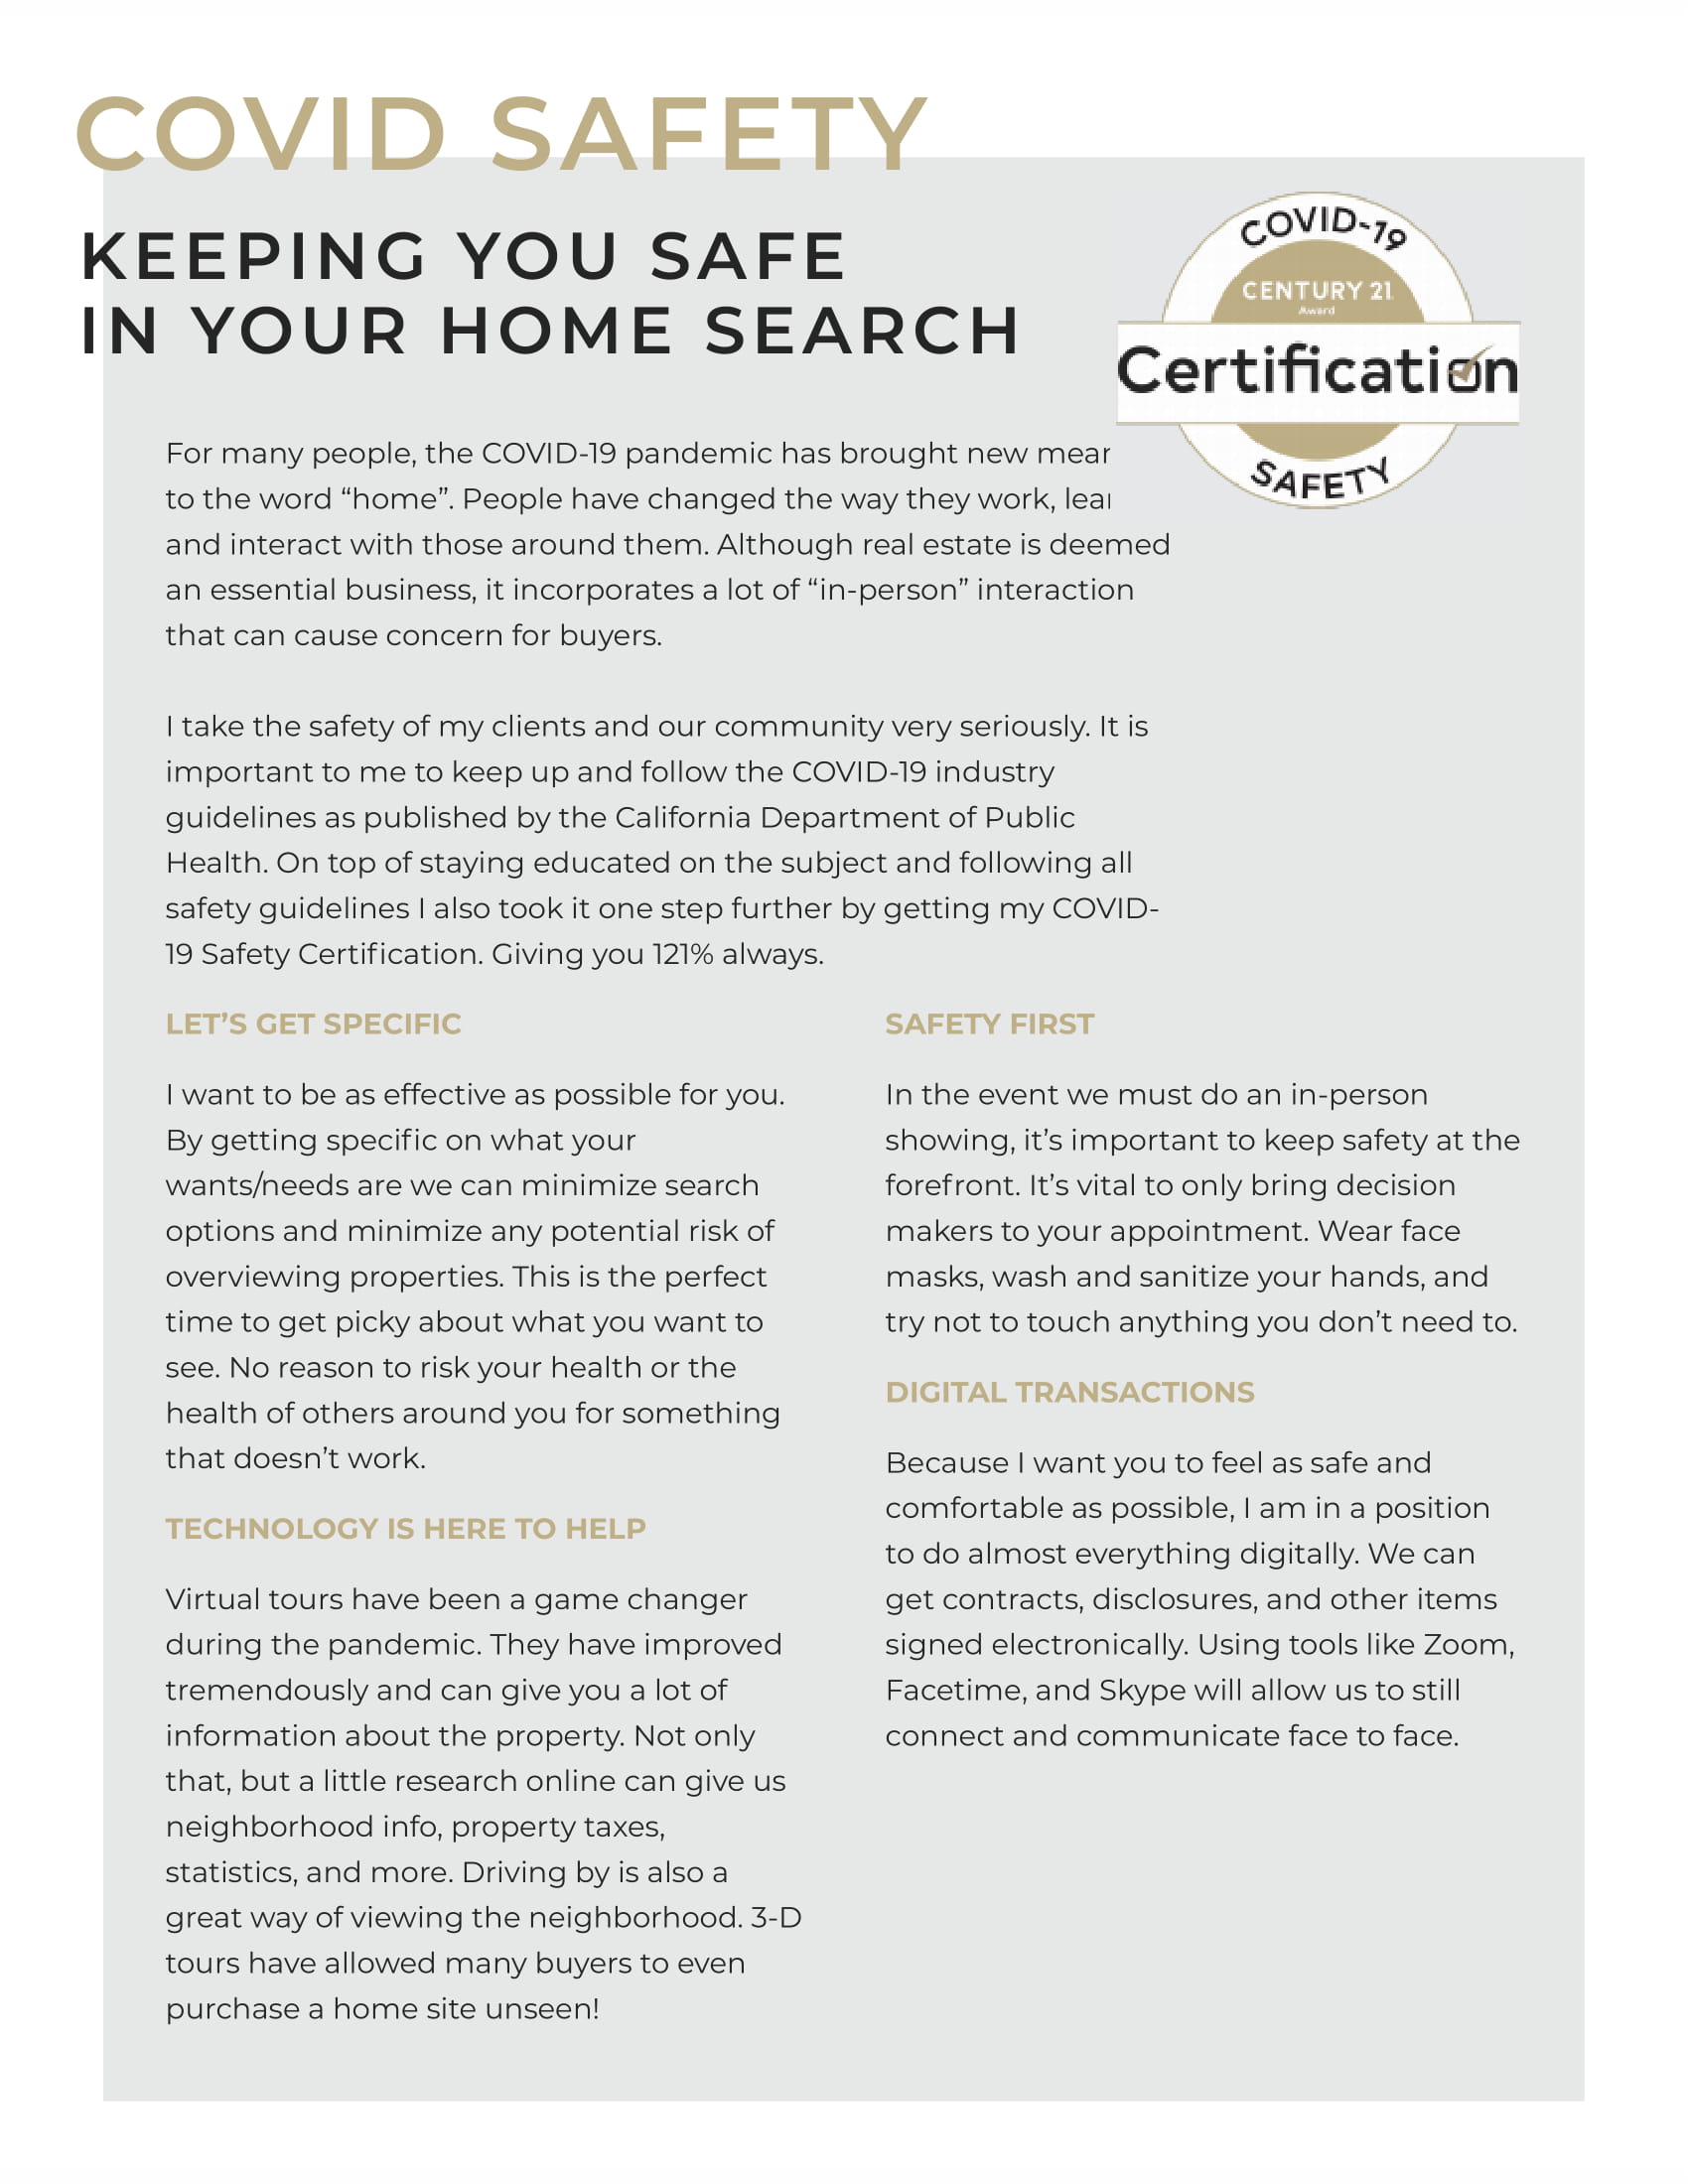 COVID SAFETY
KEEPING YOU SAFE
IN YOUR HOME SEARCH
COVID-19
CENTURY 21
Award
Certification
SAFETY
For many people, the COVID-19 pandemic has brought new
to the word “home”. People have changed the way they work,
and interact with those around them. Although real estate is deemed
an essential business, it incorporates a lot of “in-person” interaction
that can cause concern for buyers.
I take the safety of my clients and our community very seriously. It is
important to me to keep up and follow the COVID-19 industry
guidelines as published by the California Department of Public
Health. On top of staying educated on the subject and following all
safety guidelines I also took it one step further by getting my COVID-
19 Safety Certification. Giving you 121% always.
LET’S GET SPECIFIC
I want to be as effective as possible for you.
By getting specific on what your
wants/needs are we can minimize search
options and minimize any potential risk of
overviewing properties. This is the perfect
time to get picky about what you want to
see. No reason to risk your health or the
health of others around you for something
that doesn’t work.
TECHNOLOGY IS HERE TO HELP
Virtual tours have been a game changer
during the pandemic. They have improved
tremendously and can give you a lot of
information about the property. Not only
that, but a little research online can give us
neighborhood info, property taxes,
statistics, and more. Driving by is also a
great way of viewing the neighborhood. 3-D
tours have allowed many buyers to even
purchase a home site unseen!
SAFETY FIRST
In the event we must do an in-person
showing, it’s important to keep safety at the
forefront. It’s vital to only bring decision
makers to your appointment. Wear face
masks, wash and sanitize your hands, and
try not to touch anything you don’t need to.
DIGITAL TRANSACTIONS
Because I want you to feel as safe and
comfortable as possible, I am in a position
to do almost everything digitally. We can
get contracts, disclosures, and other items
signed electronically. Using tools like Zoom,
Facetime, and Skype will allow us to still
connect and communicate face to face.